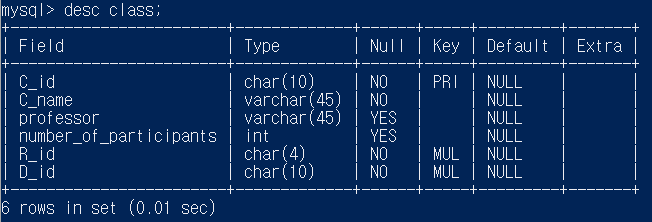 mysql> desc class;
+------------------------+-------------+------+-----+---------+-------+
| Field                  | Type        | Null | Key | Default | Extra |
+------------------------+-------------+------+-----+---------+-------+
| C_id                   | char(10)    | NO   | PRI | NULL    |       |
| C_name                 | varchar(45) | NO   |     | NULL    |       |
| professor              | varchar(45) | YES  |     | NULL    |       |
| number_of_participants | int         | YES  |     | NULL    |       |
| R_id                   | char(4)     | NO   | MUL | NULL    |       |
| D_id                   | char(10)    | NO   | MUL | NULL    |       |
+------------------------+-------------+------+-----+---------+-------+
6 rows in set (0.01 sec)